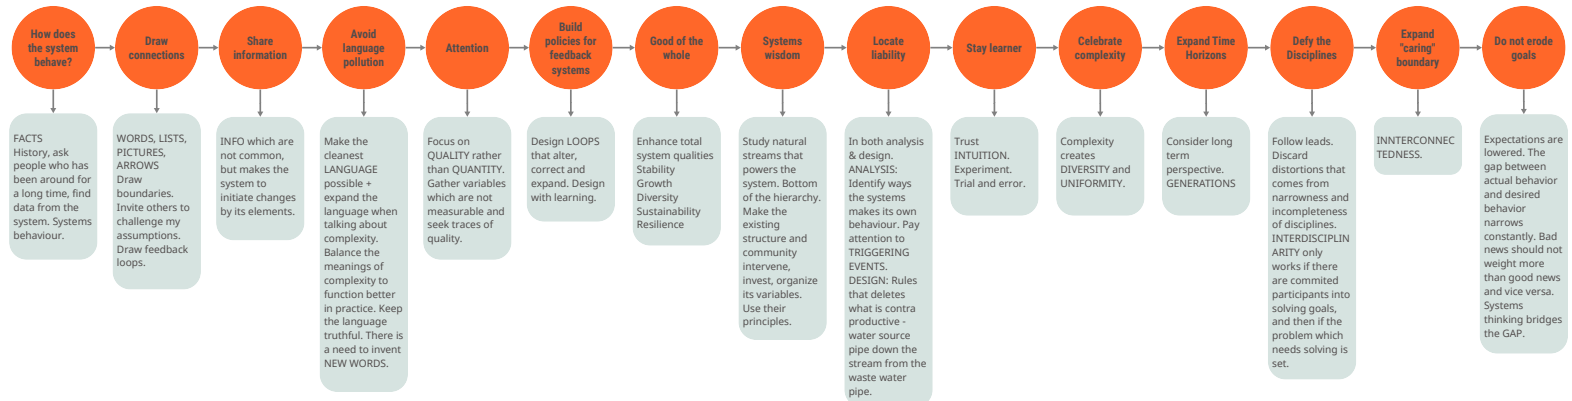 How does
the system
behave?
Draw
connections
Share
information
Avoid
language
pollution
Attention
Build
policies for
feedback
systems
Good of the
whole
Systems
wisdom
Locate
liability
Stay learner
Celebrate
complexity
Expand Time
Horizons
Defy the
Disciplines
Expand
"caring"
boundary
Do not erode
goals
FACTS
History, ask
people who has
been around for
a long time, find
data from the
system. Systems
behaviour.
WORDS, LISTS,
PICTURES,
ARROWS
Draw
boundaries.
Invite others to
challenge my
assumptions.
Draw feedback
loops.
INFO which are
not common,
but makes the
system to
initiate changes
by its elements.
Make the
cleanest
LANGUAGE
possible +
expand the
language when
talking about
complexity.
Balance the
meanings of
complexity to
function better
in practice. Keep
the language
truthful. There is
a need to invent
NEW WORDS.
Focus on
QUALITY rather
than QUANTITY.
Gather variables
which are not
measurable and
seek traces of
quality.
Design LOOPS
that alter,
correct and
expand. Design
with learning.
Enhance total
system qualities
Stability
Growth
Diversity
Sustainability
Resilience
Study natural
streams that
powers the
system. Bottom
of the hierarchy.
Make the
existing
structure and
community
intervene,
invest, organize
its variables.
Use their
principles.
In both analysis
& design.
ANALYSIS:
Identify ways
the systems
makes its own
behaviour. Pay
attention to
TRIGGERING
EVENTS.
DESIGN: Rules
that deletes
what is contra
productive -
water source
pipe down the
stream from the
waste water
pipe.
Trust
INTUITION.
Experiment.
Trial and error.
Complexity
creates
DIVERSITY and
UNIFORMITY.
Consider long
term
perspective.
GENERATIONS
Follow leads.
Discard
distortions that
comes from
narrowness and
incompleteness
of disciplines.
INTERDISCIPLIN
ARITY only
works if there
are commited
participants into
solving goals,
and then if the
problem which
needs solving is
set.
INNTERCONNEC
TEDNESS.
Expectations are
lowered. The
gap between
actual behavior
and desired
behavior
narrows
constantly. Bad
news should not
weight more
than good news
and vice versa.
Systems
thinking bridges
the GAP.